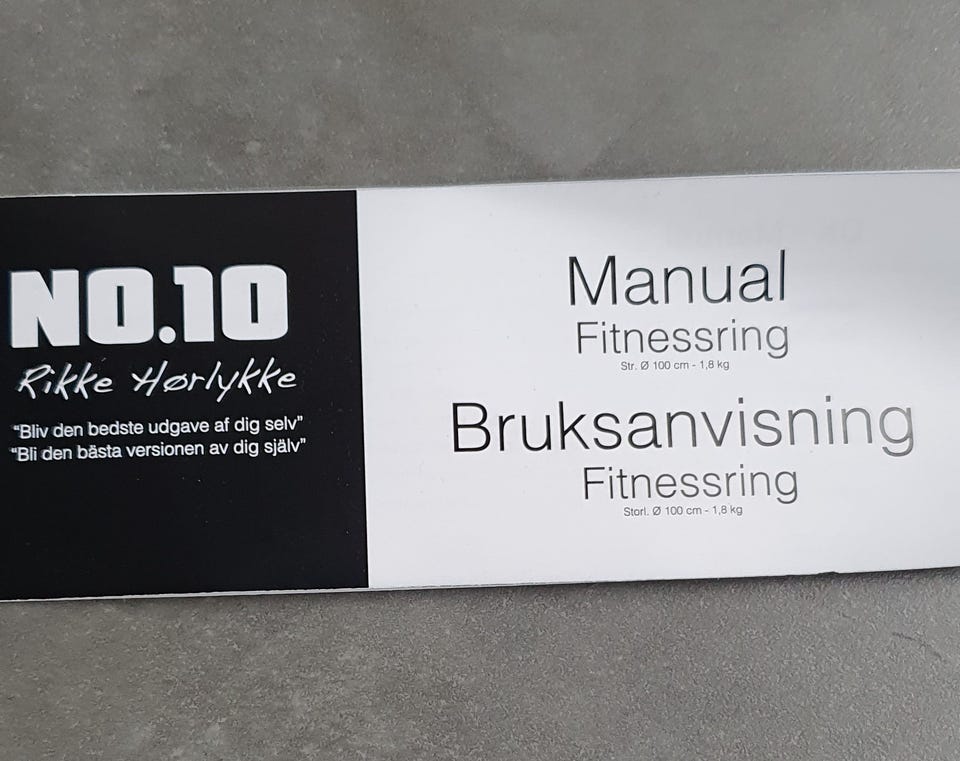 NO.10
Rikke Hørlykke
“Bliv den bedste udgave af dig selv”
“Bli den bästa versionen av dig själv”
Manual
Fitnessring
Str. Ø 100 cm - 1,8 kg
Bruksanvisning
Fitnessring
Storl. Ø 100 cm - 1,8 kg